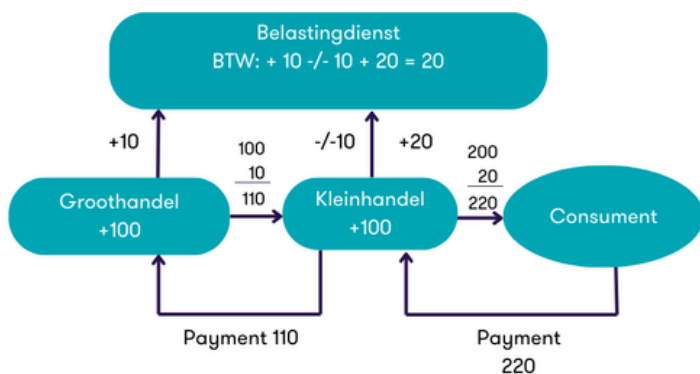 Belastingdienst
BTW: + 10 -/- 10 + 20 = 20
+10
100
10
110
-/-10
+20
200
20
220
Groothandel
+100
Kleinhandel
+100
Consument
Payment 110
Payment
220